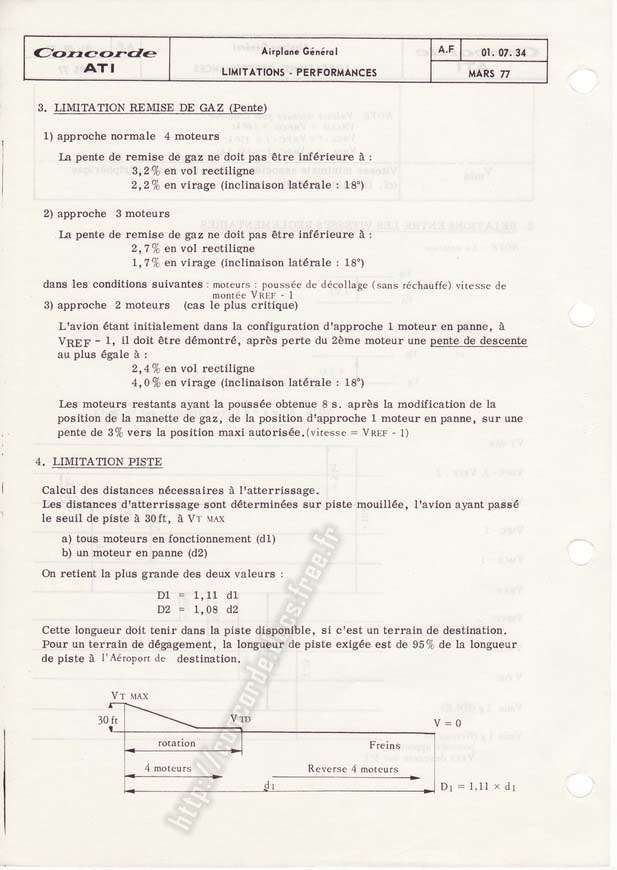 Concorde
ATI
Airplane Général
LIMITATIONS - PERFORMANCES
A.F
01. 07. 34
MARS 77
3. LIMITATION REMISE DE GAZ (Pente)
1) approche normale 4 moteurs
La pente de remise de gaz ne doit pas être inférieure à :
3,2% en vol rectiligne
2,2% en virage (inclinaison latérale : 18°)
2) approche 3 moteurs
La pente de remise de gaz ne doit pas être inférieure à :
2,7% en vol rectiligne
1,7% en virage (inclinaison latérale : 18°)
dans les conditions suivantes : moteurs : poussée de décollage (sans réchauffe) vitesse de
montée VREF - 1
3) approche 2 moteurs (cas le plus critique)
L'avion étant initialement dans la configuration d'approche 1 moteur en panne, à
VREF - 1, il doit être démontré, après perte du 2ème moteur une pente de descente
au plus égale à :
2,4% en vol rectiligne
4,0% en virage (inclinaison latérale : 18°)
Les moteurs restants ayant la poussée obtenue 8 s. après la modification de la
position de la manette de gaz, de la position d'approche 1 moteur en panne, sur une
pente de 3% vers la position maxi autorisée.(vitesse = VREF - 1)
4. LIMITATION PISTE
Calcul des distances nécessaires à l'atterrissage.
Les distances d'atterrissage sont déterminées sur piste mouillée, l'avion ayant passé
le seuil de piste à 30ft, à VT MAX
a) tous moteurs en fonctionnement (d1)
b) un moteur en panne (d2)
On retient la plus grande des deux valeurs :
D1 = 1,11 d1
D2 = 1,08 d2
Cette longueur doit tenir dans la piste disponible, si c'est un terrain de destination.
Pour un terrain de dégagement, la longueur de piste exigée est de 95% de la longueur
de piste à l'Aéroport de destination.
VT MAX
30 ft
VTD
V = 0
rotation
Freins
4 moteurs
Reverse 4 moteurs
d1
D1 = 1,11 × d1
http://concorde.docs.free.fr